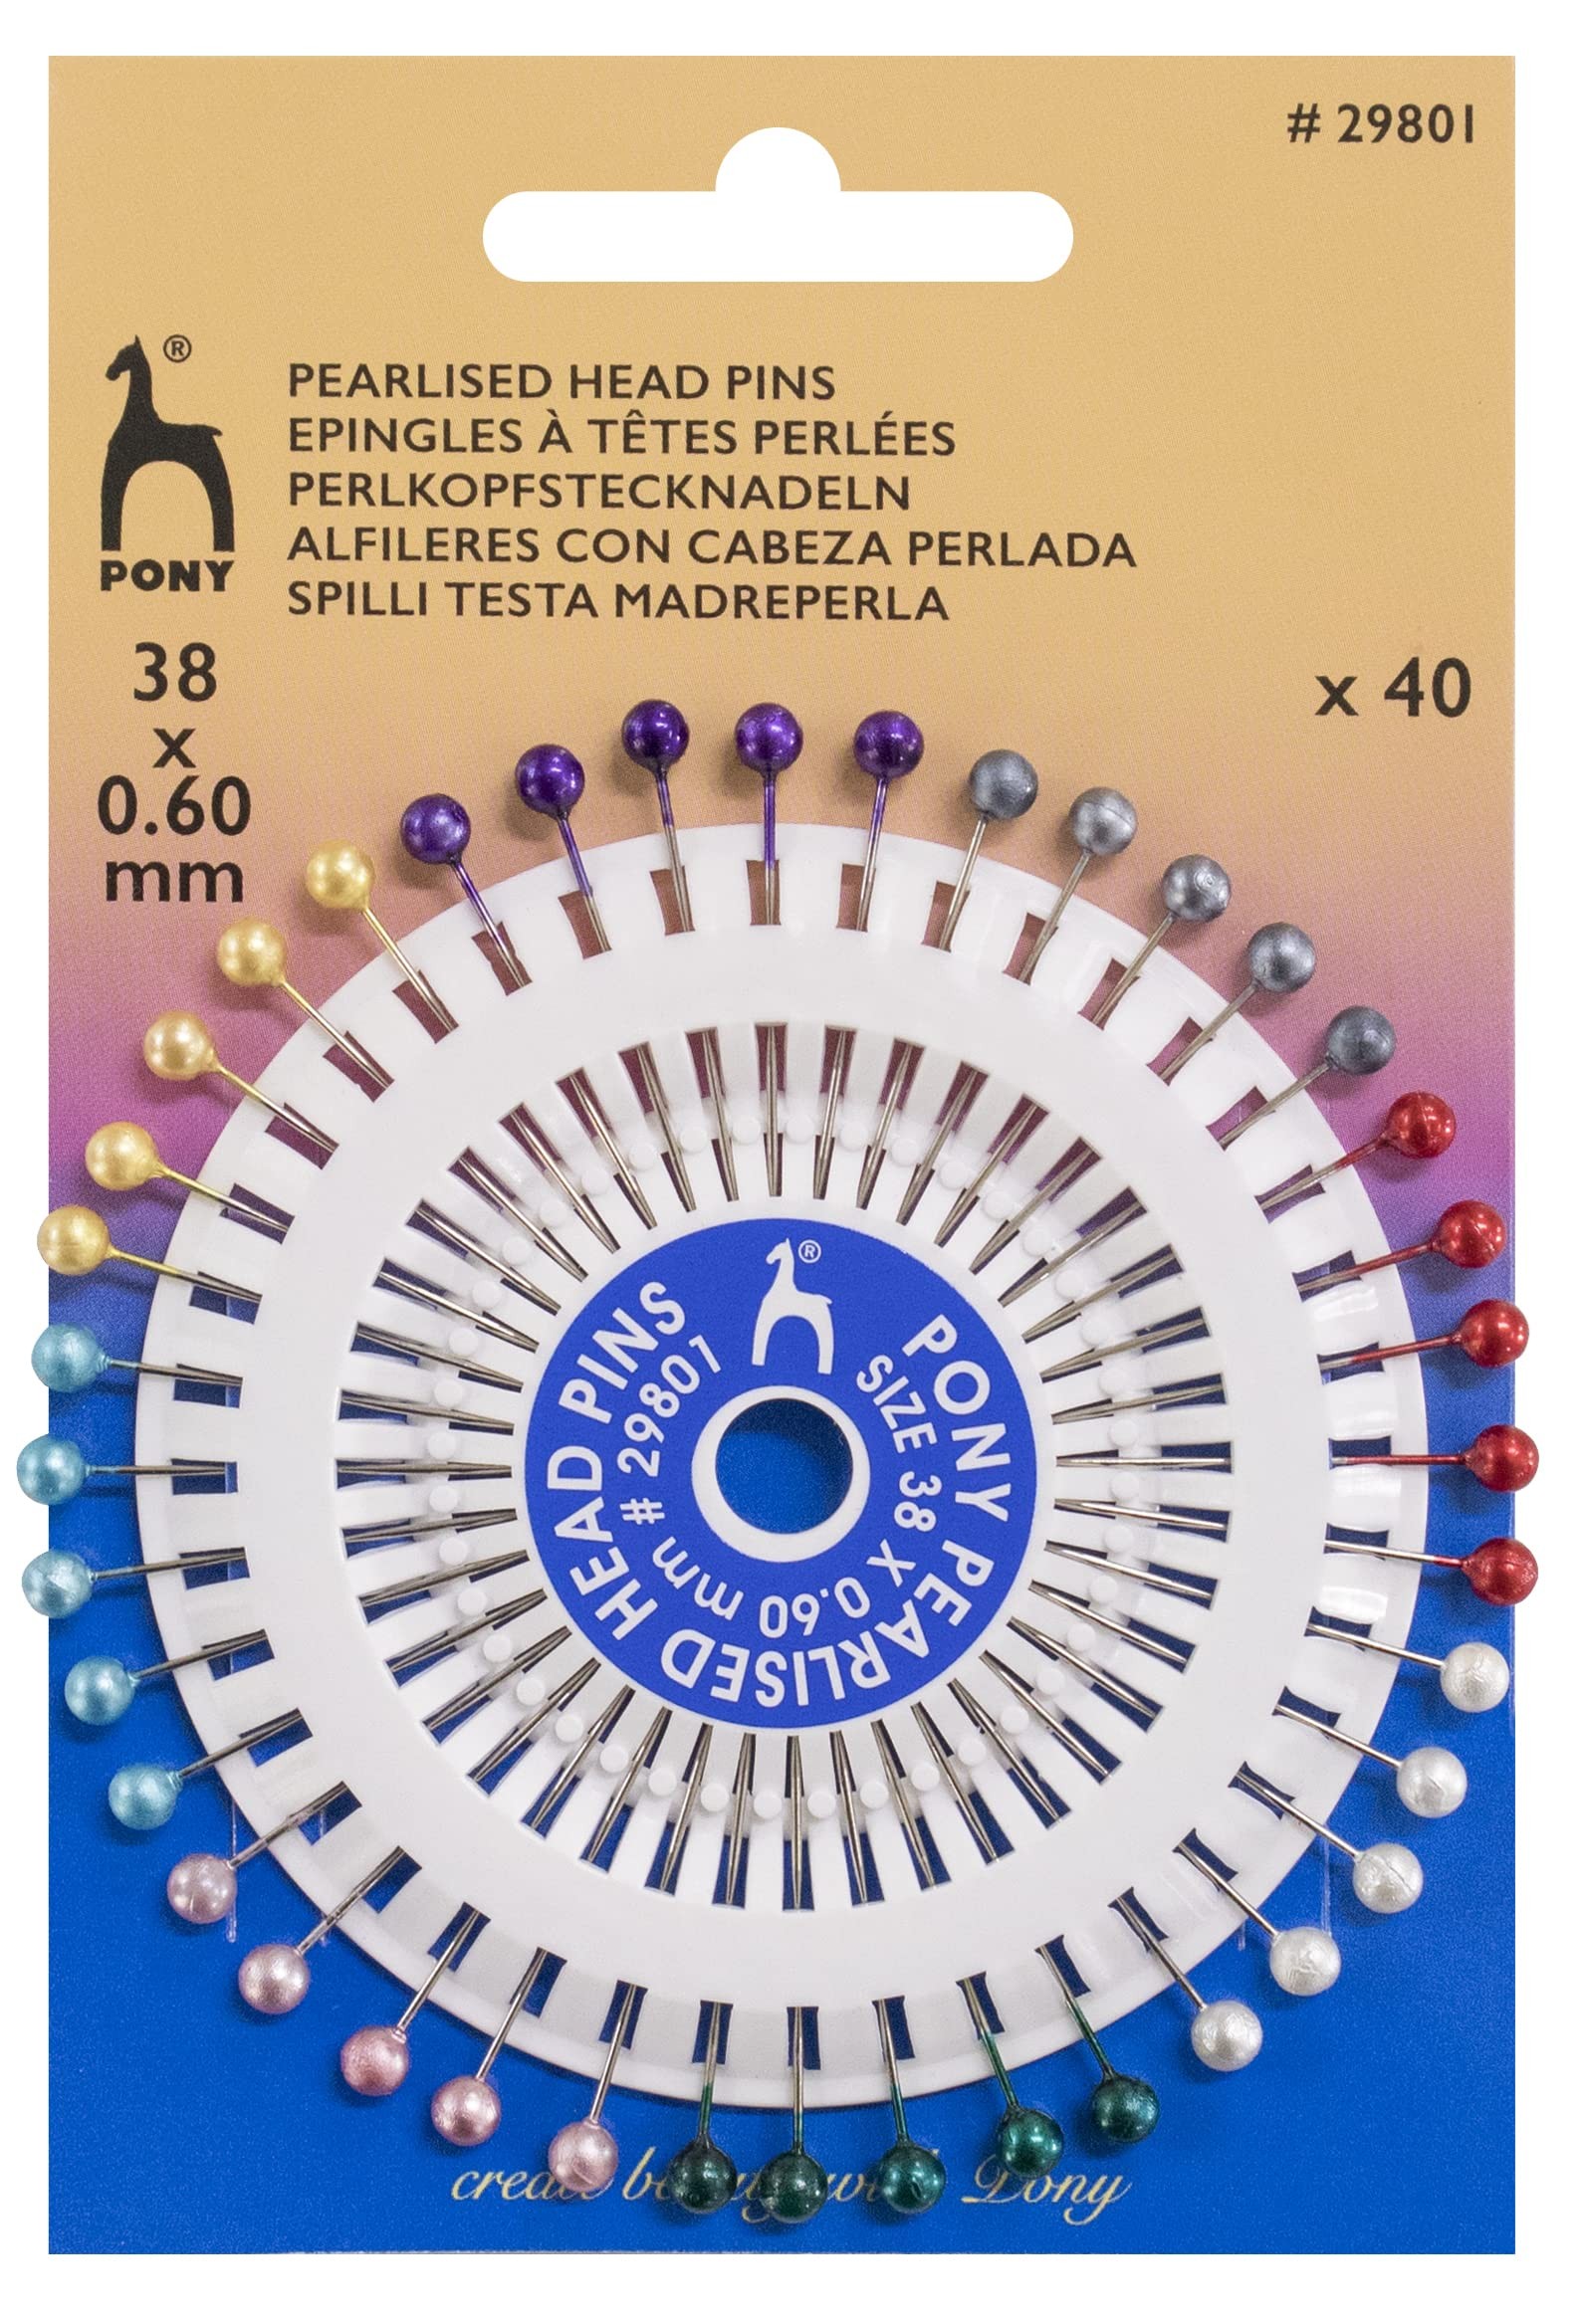 # 29801
®
PEARLISED HEAD PINS
EPINGLES À TÊTES PERLÉES
PERLKOPFSTECKNADELN
ALFILERES CON CABEZA PERLADA
SPILLI TESTA MADREPERLA
PONY
38
x
0.60
mm
x 40
®
PONY PEARLISED HEAD PINS
SIZE 38 X 0.60 mm # 29801
Pony